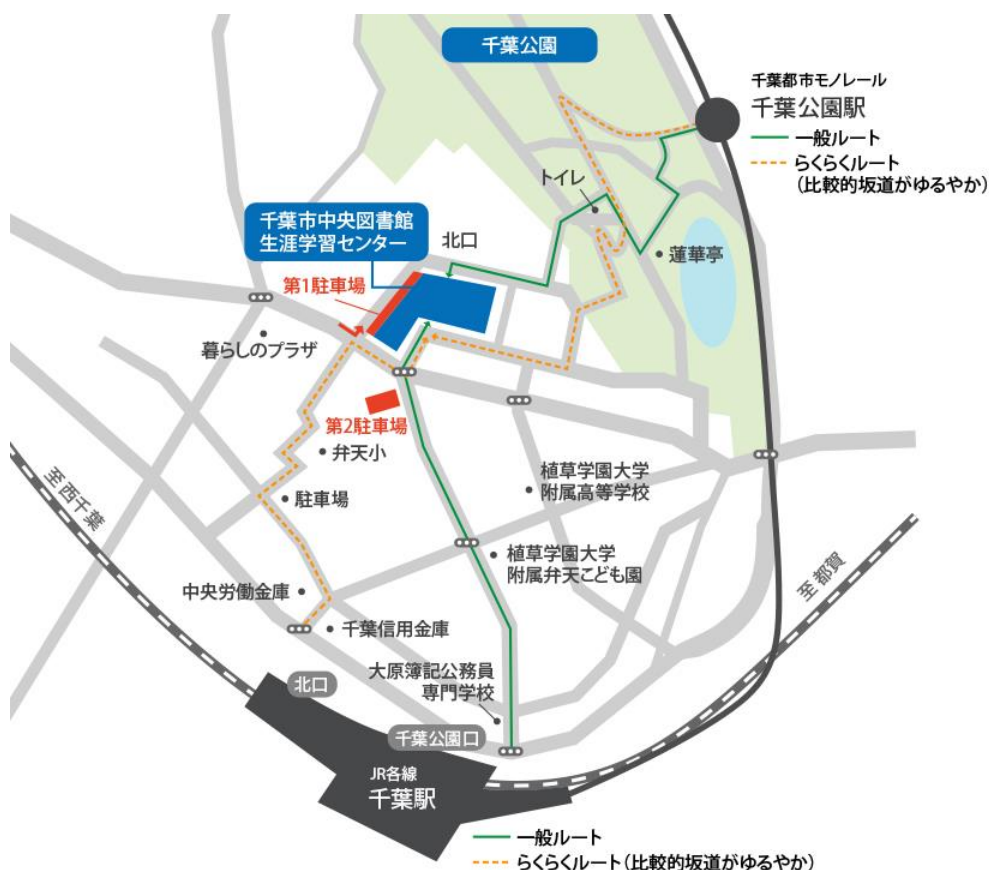 千葉公園
千葉都市モノレール
千葉公園駅
一般ルート
らくらくルート
(比較的坂道がゆるやか)
トイレ
千葉市中央図書館
生涯学習センター
北口
蓮華亭
第1駐車場
暮らしのプラザ
第2駐車場
弁天小
至西千葉
駐車場
植草学園大学
附属高等学校
植草学園大学
附属弁天こども園
至都賀
中央労働金庫
千葉信用金庫
大原簿記公務員
専門学校
北口
千葉公園口
JR各線
千葉駅
一般ルート
らくらくルート(比較的坂道がゆるやか)